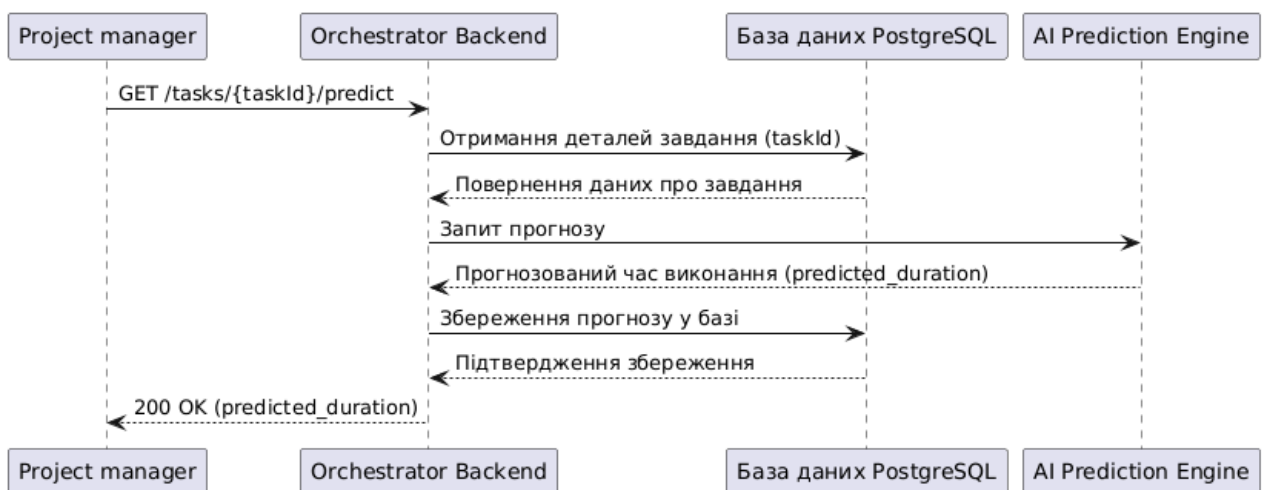 Project manager
Orchestrator Backend
База даних PostgreSQL
AI Prediction Engine
GET /tasks/{taskId}/predict
Отримання деталей завдання (taskId)
Повернення даних про завдання
Запит прогнозу
Прогнозований час виконання (predicted_duration)
Збереження прогнозу у базі
Підтвердження збереження
200 OK (predicted_duration)
Project manager
Orchestrator Backend
База даних PostgreSQL
AI Prediction Engine